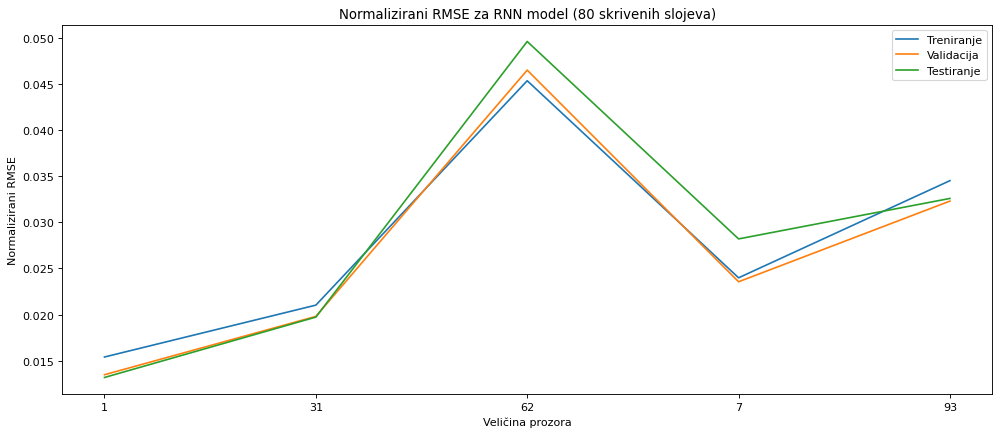 Normalizirani RMSE za RNN model (80 skrivenih slojeva)
Treniranje
Validacija
Testiranje
Normalizirani RMSE
0.050
0.045
0.040
0.035
0.030
0.025
0.020
0.015
1 31 62 7 93
Veličina prozora